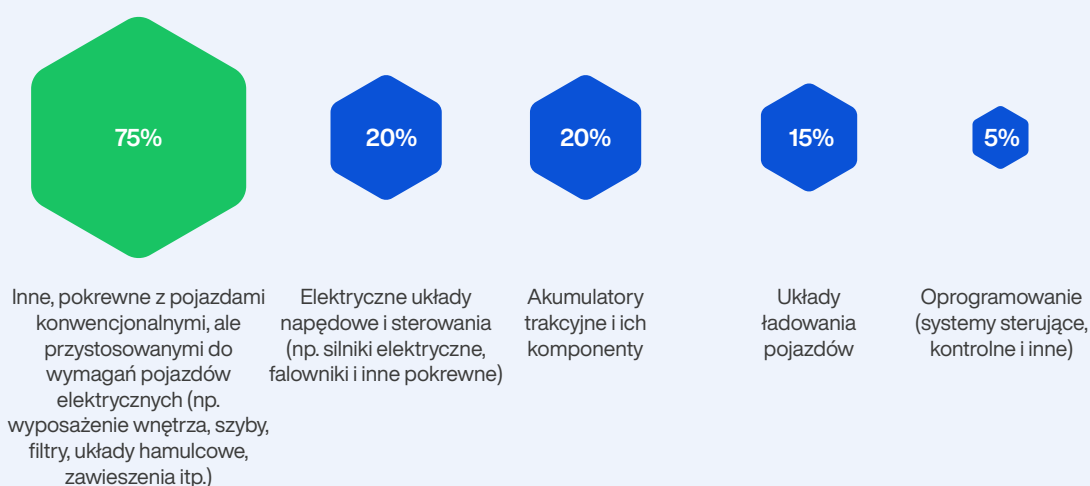 75%
20%
20%
15%
5%
Inne, pokrewne z pojazdami
konwencjonalnymi, ale
przystosowanymi do
wymagań pojazdów
elektrycznych (np.
wyposażenie wnętrza, szyby,
filtry, układy hamulcowe,
zawieszenia itp.)
Elektryczne układy
napędowe i sterowania
(np. silniki elektryczne,
falowniki i inne pokrewne)
Akumulatory
trakcyjne i ich
komponenty
Układy
ładowania
pojazdów
Oprogramowanie
(systemy sterujące,
kontrolne i inne)